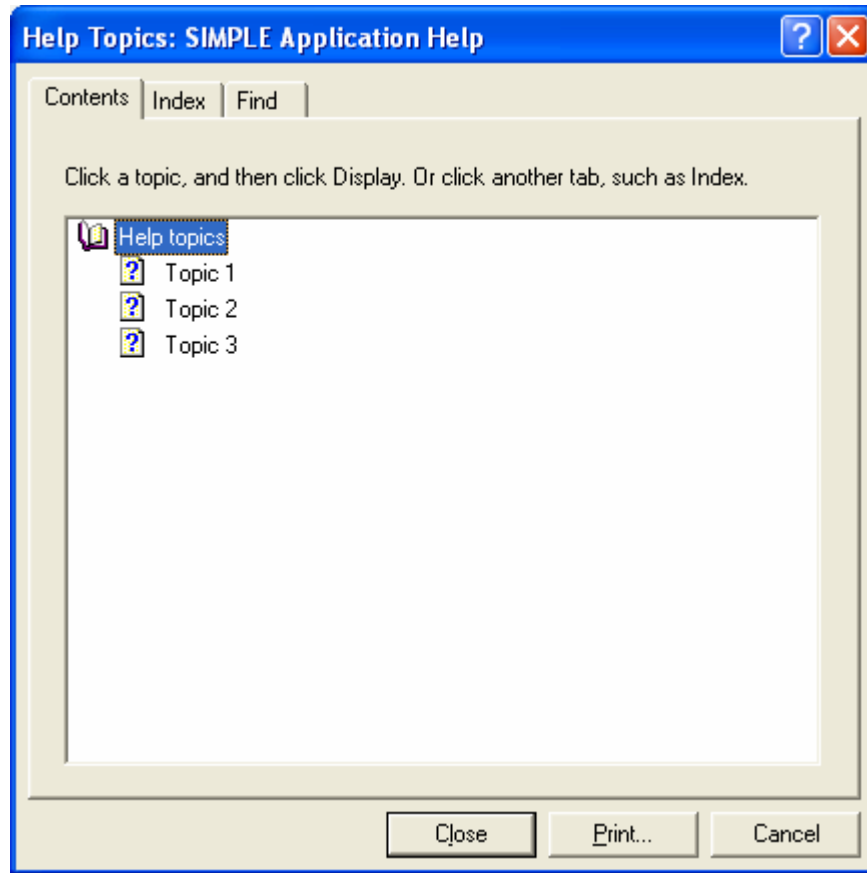 Help Topics: SIMPLE Application Help
Contents Index Find
Click a topic, and then click Display. Or click another tab, such as Index.
Help topics
Topic 1
Topic 2
Topic 3
Close Print... Cancel